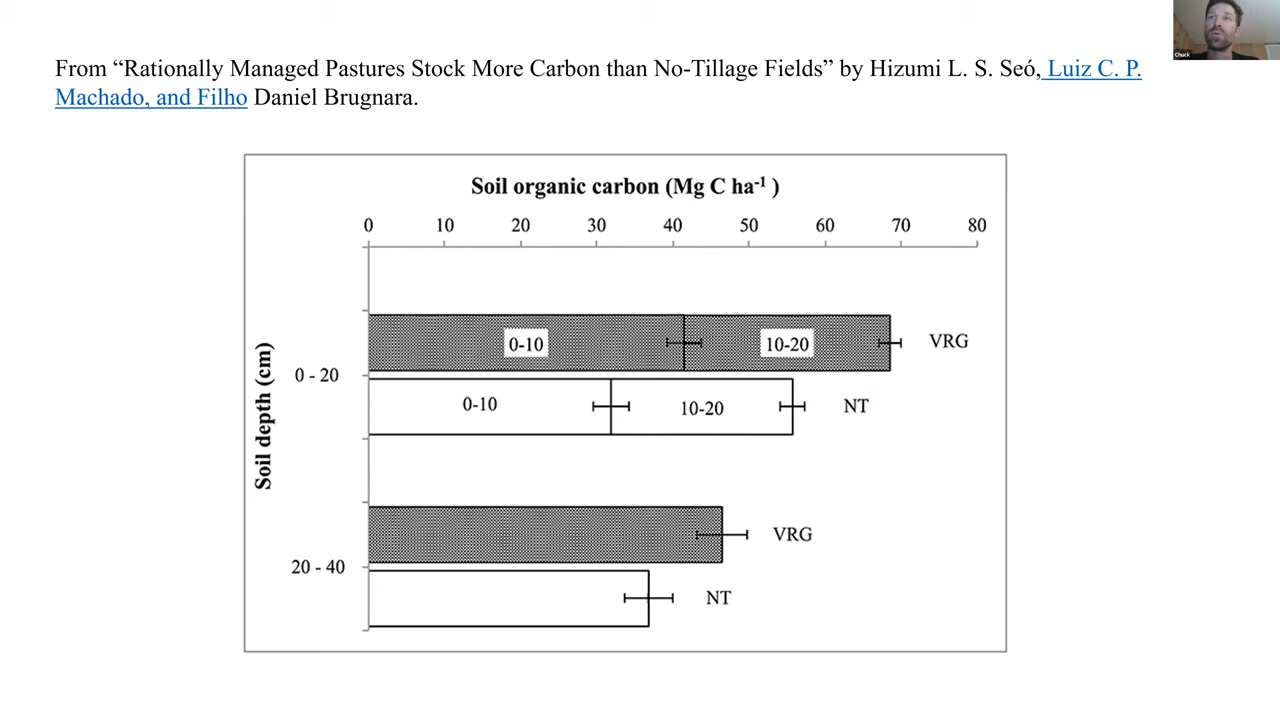 Chuck
From “Rationally Managed Pastures Stock More Carbon than No-Tillage Fields” by Hizumi L. S. Seó, Luiz C. P.
Machado, and Filho Daniel Brugnara.
Soil organic carbon (Mg C ha⁻¹ )
0 10 20 30 40 50 60 70 80
Soil depth (cm)
0-10 10-20 VRG
0 - 20
0-10 10-20 NT
VRG
20 - 40
NT